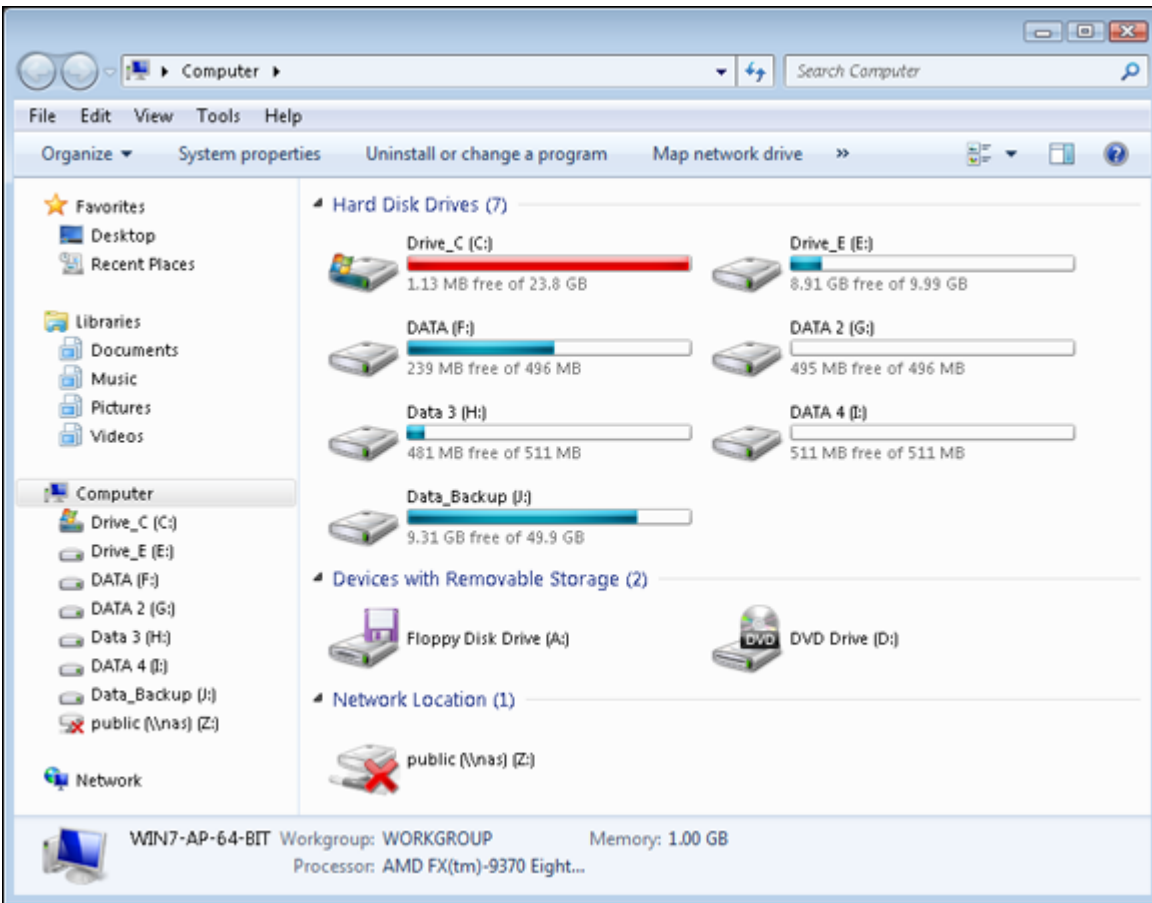 Computer
Search Computer
File Edit View Tools Help
Organize System properties Uninstall or change a program Map network drive »
Favorites
Desktop
Recent Places
Libraries
Documents
Music
Pictures
Videos
Computer
Drive_C (C:)
Drive_E (E:)
DATA (F:)
DATA 2 (G:)
Data 3 (H:)
DATA 4 (I:)
Data_Backup (J:)
public (\\nas) (Z:)
Network
Hard Disk Drives (7)
Drive_C (C:)
1.13 MB free of 23.8 GB
Drive_E (E:)
8.91 GB free of 9.99 GB
DATA (F:)
239 MB free of 496 MB
DATA 2 (G:)
495 MB free of 496 MB
Data 3 (H:)
481 MB free of 511 MB
DATA 4 (I:)
511 MB free of 511 MB
Data_Backup (J:)
9.31 GB free of 49.9 GB
Devices with Removable Storage (2)
Floppy Disk Drive (A:)
DVD
DVD Drive (D:)
Network Location (1)
public (\\nas) (Z:)
WIN7-AP-64-BIT Workgroup: WORKGROUP Memory: 1.00 GB
Processor: AMD FX(tm)-9370 Eight...